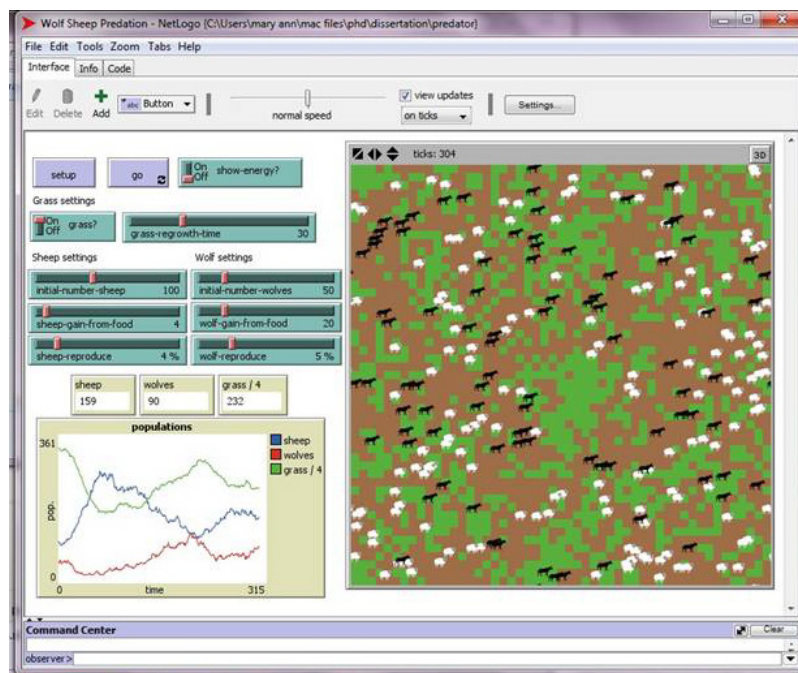 Wolf Sheep Predation - NetLogo {C:\Users\mary ann\mac files\phd\dissertation\predator}
File Edit Tools Zoom Tabs Help
Interface Info Code
Edit Delete Add
abc Button
normal speed
view updates
on ticks
Settings...
ticks: 304
3D
setup
go
On
Off
show-energy?
Grass settings
On
Off
grass?
grass-regrowth-time 30
Sheep settings
Wolf settings
initial-number-sheep 100
initial-number-wolves 50
sheep-gain-from-food 4
wolf-gain-from-food 20
sheep-reproduce 4 %
wolf-reproduce 5 %
sheep
159
wolves
90
grass / 4
232
populations
361
pop.
0
0 time 315
sheep
wolves
grass / 4
Command Center
Clear
observer>